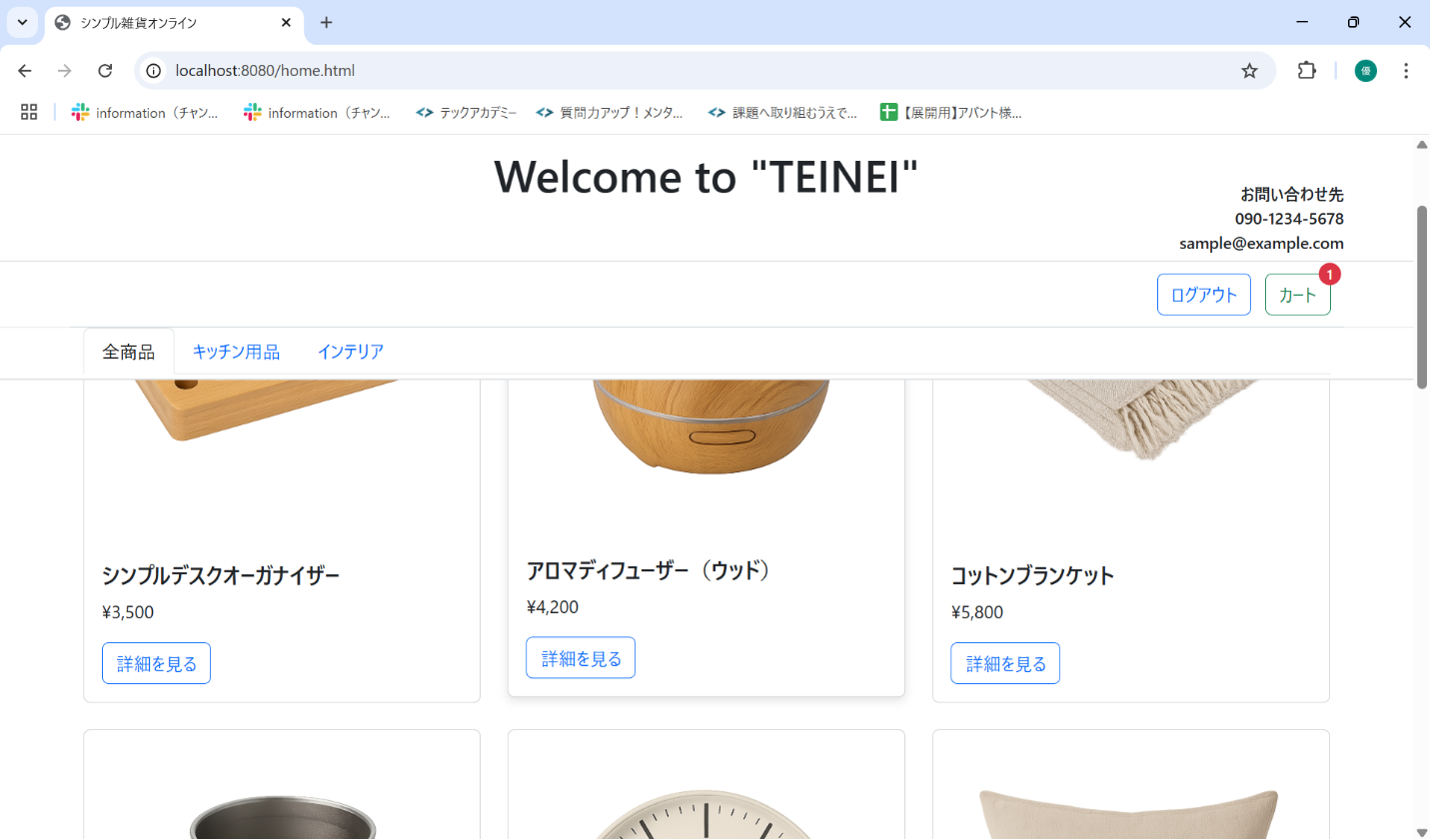 シンプル雑貨オンライン
localhost:8080/home.html
優
information（チャン...
information（チャン...
テックアカデミー
質問力アップ！メンタ...
課題へ取り組むうえで...
【展開用】アバント様...
Welcome to "TEINEI"
お問い合わせ先
090-1234-5678
sample@example.com
ログアウト
カート
1
全商品
キッチン用品
インテリア
シンプルデスクオーガナイザー
¥3,500
詳細を見る
アロマディフューザー（ウッド）
¥4,200
詳細を見る
コットンブランケット
¥5,800
詳細を見る